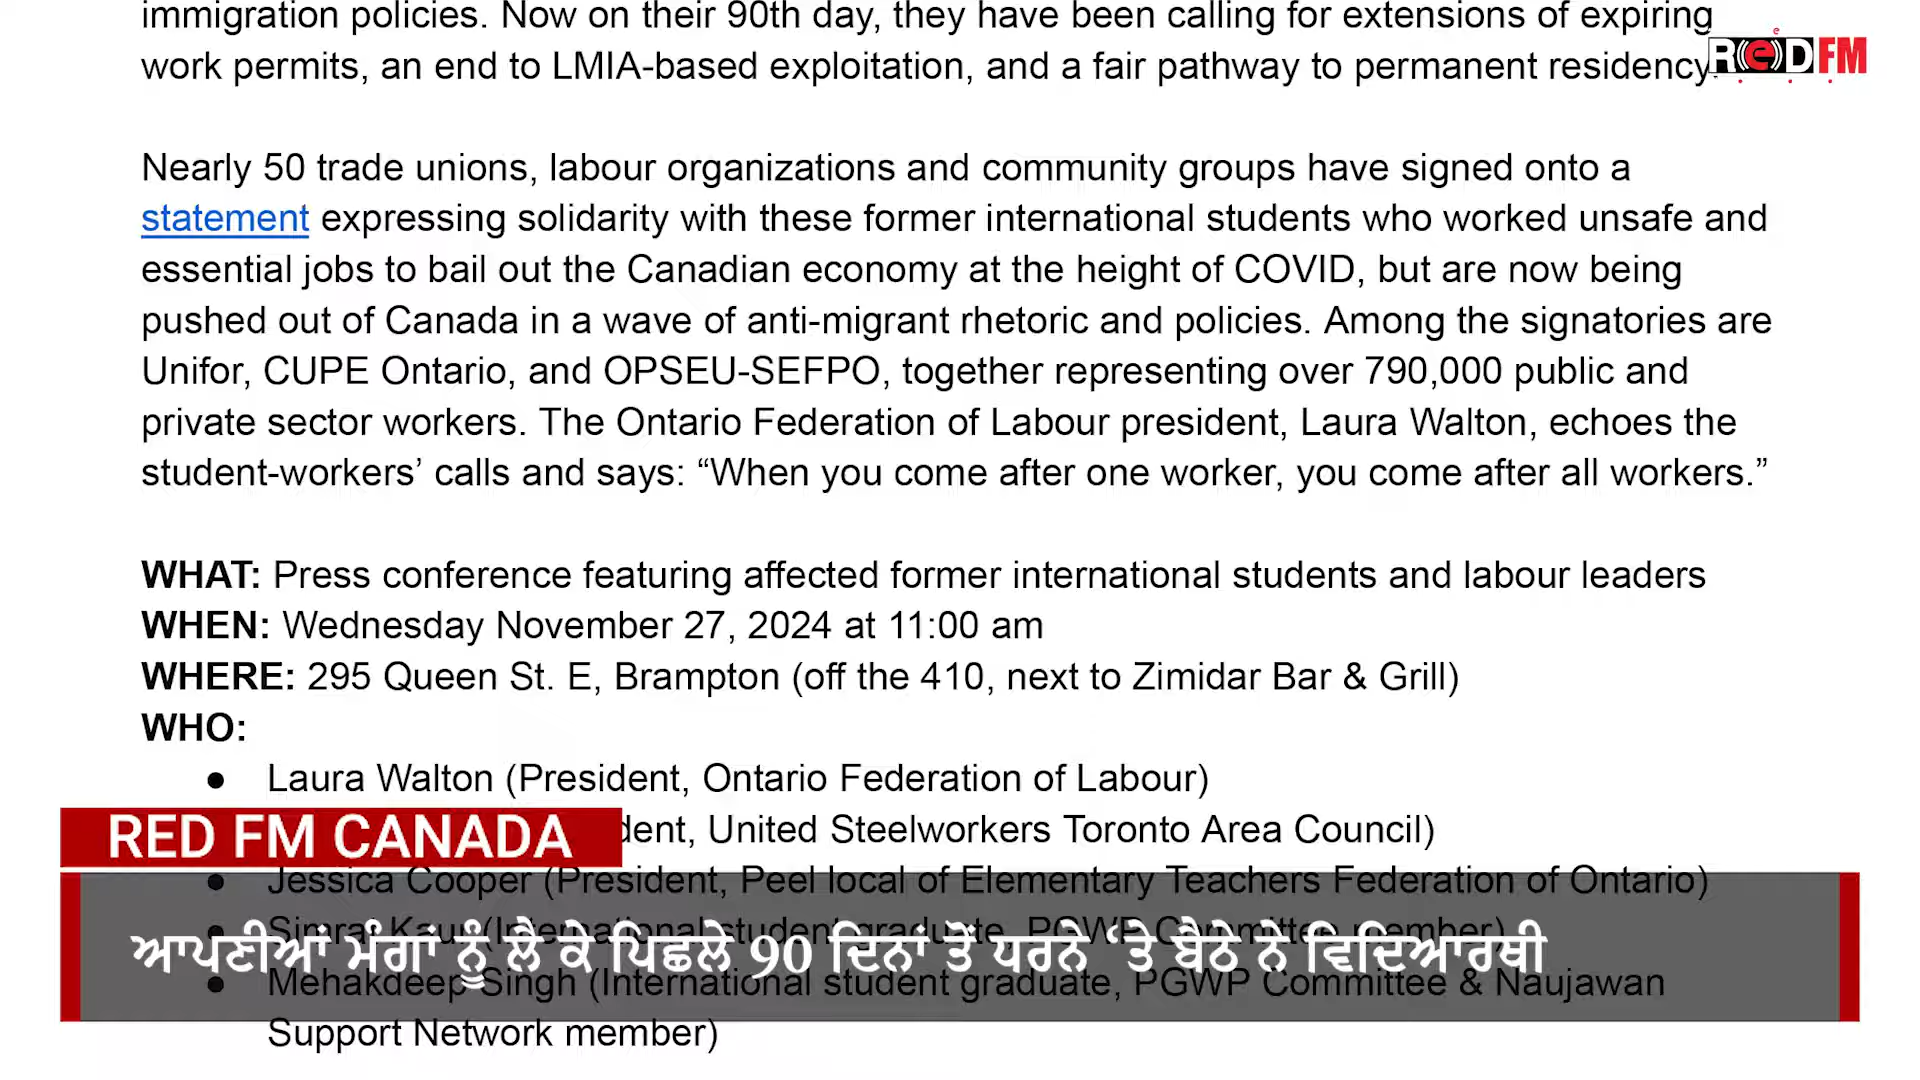 immigration policies. Now on their 90th day, they have been calling for extensions of expiring
work permits, an end to LMIA-based exploitation, and a fair pathway to permanent residency.
ReD FM
Nearly 50 trade unions, labour organizations and community groups have signed onto a
statement expressing solidarity with these former international students who worked unsafe and
essential jobs to bail out the Canadian economy at the height of COVID, but are now being
pushed out of Canada in a wave of anti-migrant rhetoric and policies. Among the signatories are
Unifor, CUPE Ontario, and OPSEU-SEFPO, together representing over 790,000 public and
private sector workers. The Ontario Federation of Labour president, Laura Walton, echoes the
student-workers’ calls and says: “When you come after one worker, you come after all workers.”
WHAT: Press conference featuring affected former international students and labour leaders
WHEN: Wednesday November 27, 2024 at 11:00 am
WHERE: 295 Queen St. E, Brampton (off the 410, next to Zimidar Bar & Grill)
WHO:
● Laura Walton (President, Ontario Federation of Labour)
United Steelworkers Toronto Area Council)
RED FM CANADA
● Jessica Cooper (President, Peel local of Elementary Teachers Federation of Ontario)
● Simrat Kaur (International student graduate, PGWP Committee member)
ਆਪਣੀਆਂ ਮੰਗਾਂ ਨੂੰ ਲੈ ਕੇ ਪਿਛਲੇ 90 ਦਿਨਾਂ ਤੋਂ ਧਰਨੇ ‘ਤੇ ਬੈਠੇ ਨੇ ਵਿਦਿਆਰਥੀ
● Mehakdeep Singh (International student graduate, PGWP Committee & Naujawan
Support Network member)